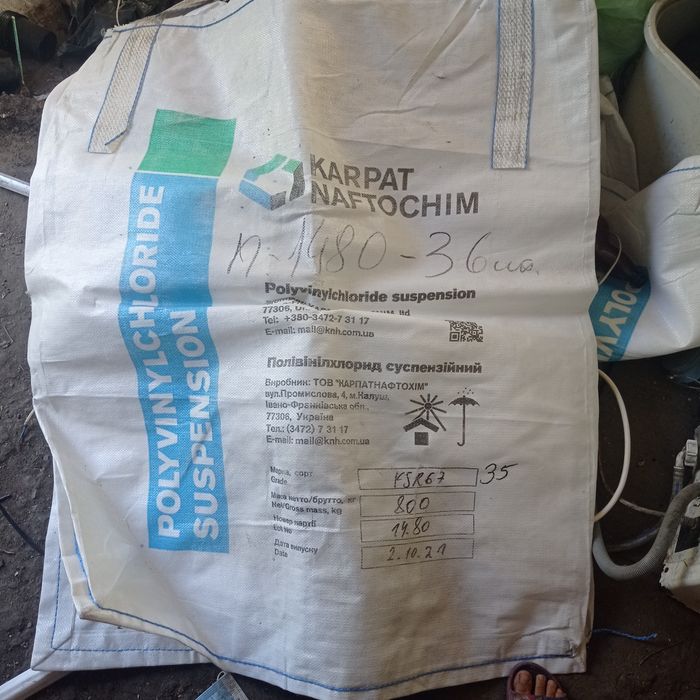 POLYVINYLCHLORIDE
SUSPENSION
KARPAT
NAFTOCHIM
п-1480-36шо.
Polyvinylchloride suspension
77306,
Tel: +380-3472-7 31 17
E-mail: mail@knh.com.ua
Полівінілхлорид суспензійний
Виробник: ТОВ "КАРПАТНАФТОХІМ"
вул.Промислова, 4, м.Калуш,
Івано-Франківська обл.,
77306, Україна
Тел.: (3472) 7 31 17
E-mail: mail@knh.com.ua
Марка, сорт
Grade
KSR67
35
Маса нетто/брутто, кг
Net/Gross mass, kg
800
Номер партії
Lot No
1480
Дата випуску
Date
2.10.21
POLYV